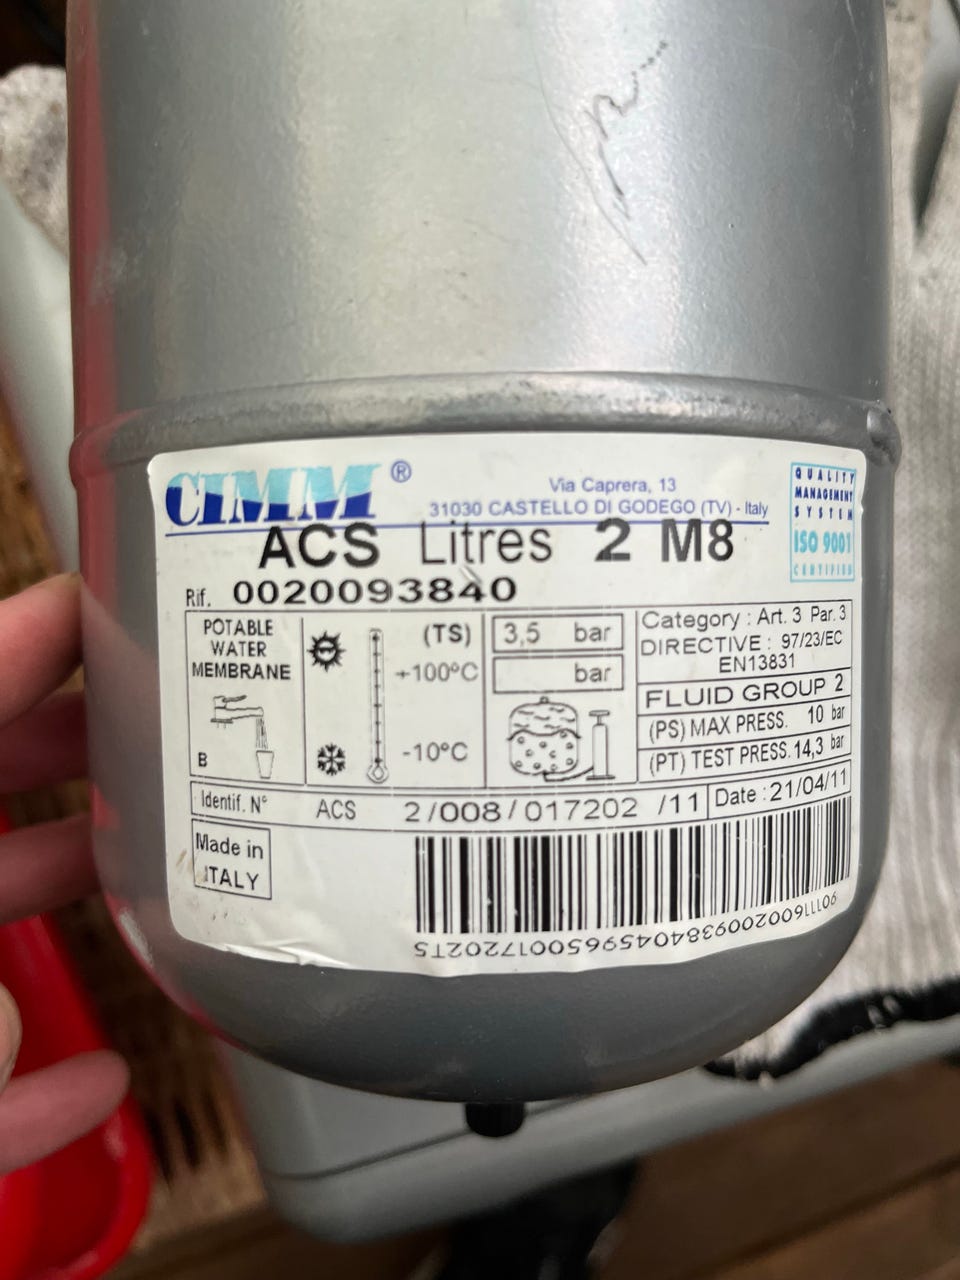 CIMM®
Via Caprera, 13
31030 CASTELLO DI GODEGO (TV) - Italy
QUALITY
MANAGEMENT
SYSTEM
ISO 9001
CERTIFIED
ACS Litres 2 M8
Rif. 0020093840
POTABLE
WATER
MEMBRANE
B
(TS)
+100°C
-10°C
3,5 bar
bar
Category : Art. 3 Par. 3
DIRECTIVE : 97/23/EC
EN13831
FLUID GROUP 2
(PS) MAX PRESS. 10 bar
(PT) TEST PRESS. 14,3 bar
Identif. N° ACS 2/008/017202 /11
Date : 21/04/11
Made in
ITALY
9011160020093840459650017202T5